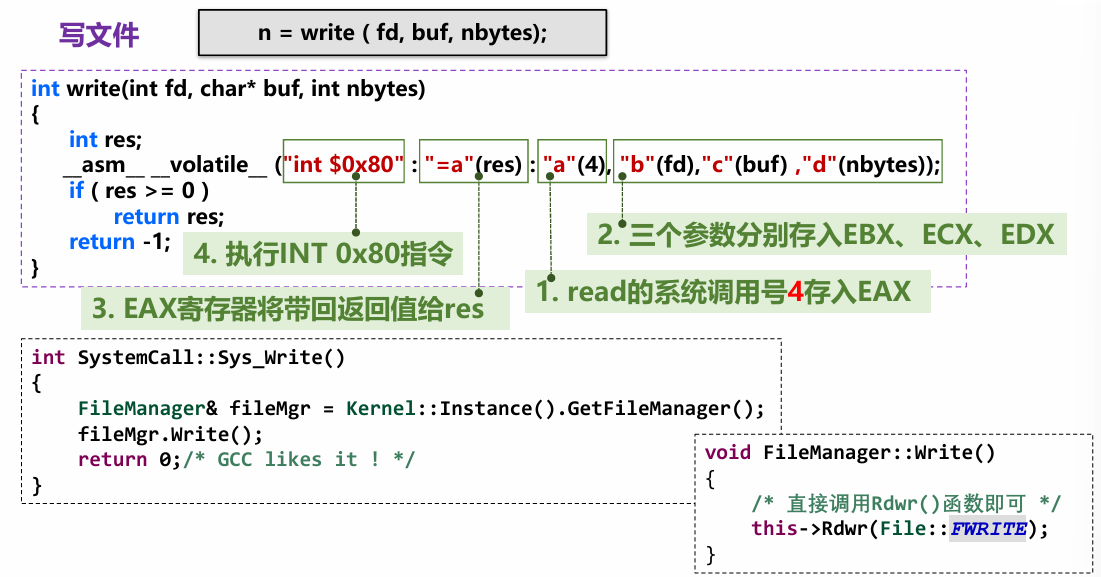 写文件
n = write ( fd, buf, nbytes);
int write(int fd, char* buf, int nbytes)
{
int res;
__asm__ __volatile__ ("int $0x80" : "=a"(res) : "a"(4), "b"(fd),"c"(buf) ,"d"(nbytes));
if ( res >= 0 )
return res;
return -1;
}
2. 三个参数分别存入EBX、ECX、EDX
4. 执行INT 0x80指令
1. read的系统调用号4存入EAX
3. EAX寄存器将带回返回值给res
int SystemCall::Sys_Write()
{
FileManager& fileMgr = Kernel::Instance().GetFileManager();
fileMgr.Write();
return 0;/* GCC likes it ! */
}
void FileManager::Write()
{
/* 直接调用Rdwr()函数即可 */
this->Rdwr(File::FWRITE);
}